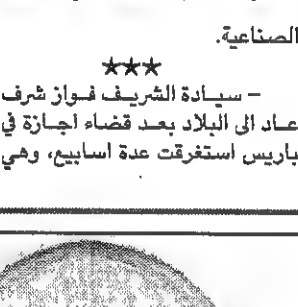 الصناعية.
★★★
– سيادة الشريف فواز شرف
عاد الى البلاد بعد قضاء اجازة في
باريس استغرقت عدة اسابيع، وهي